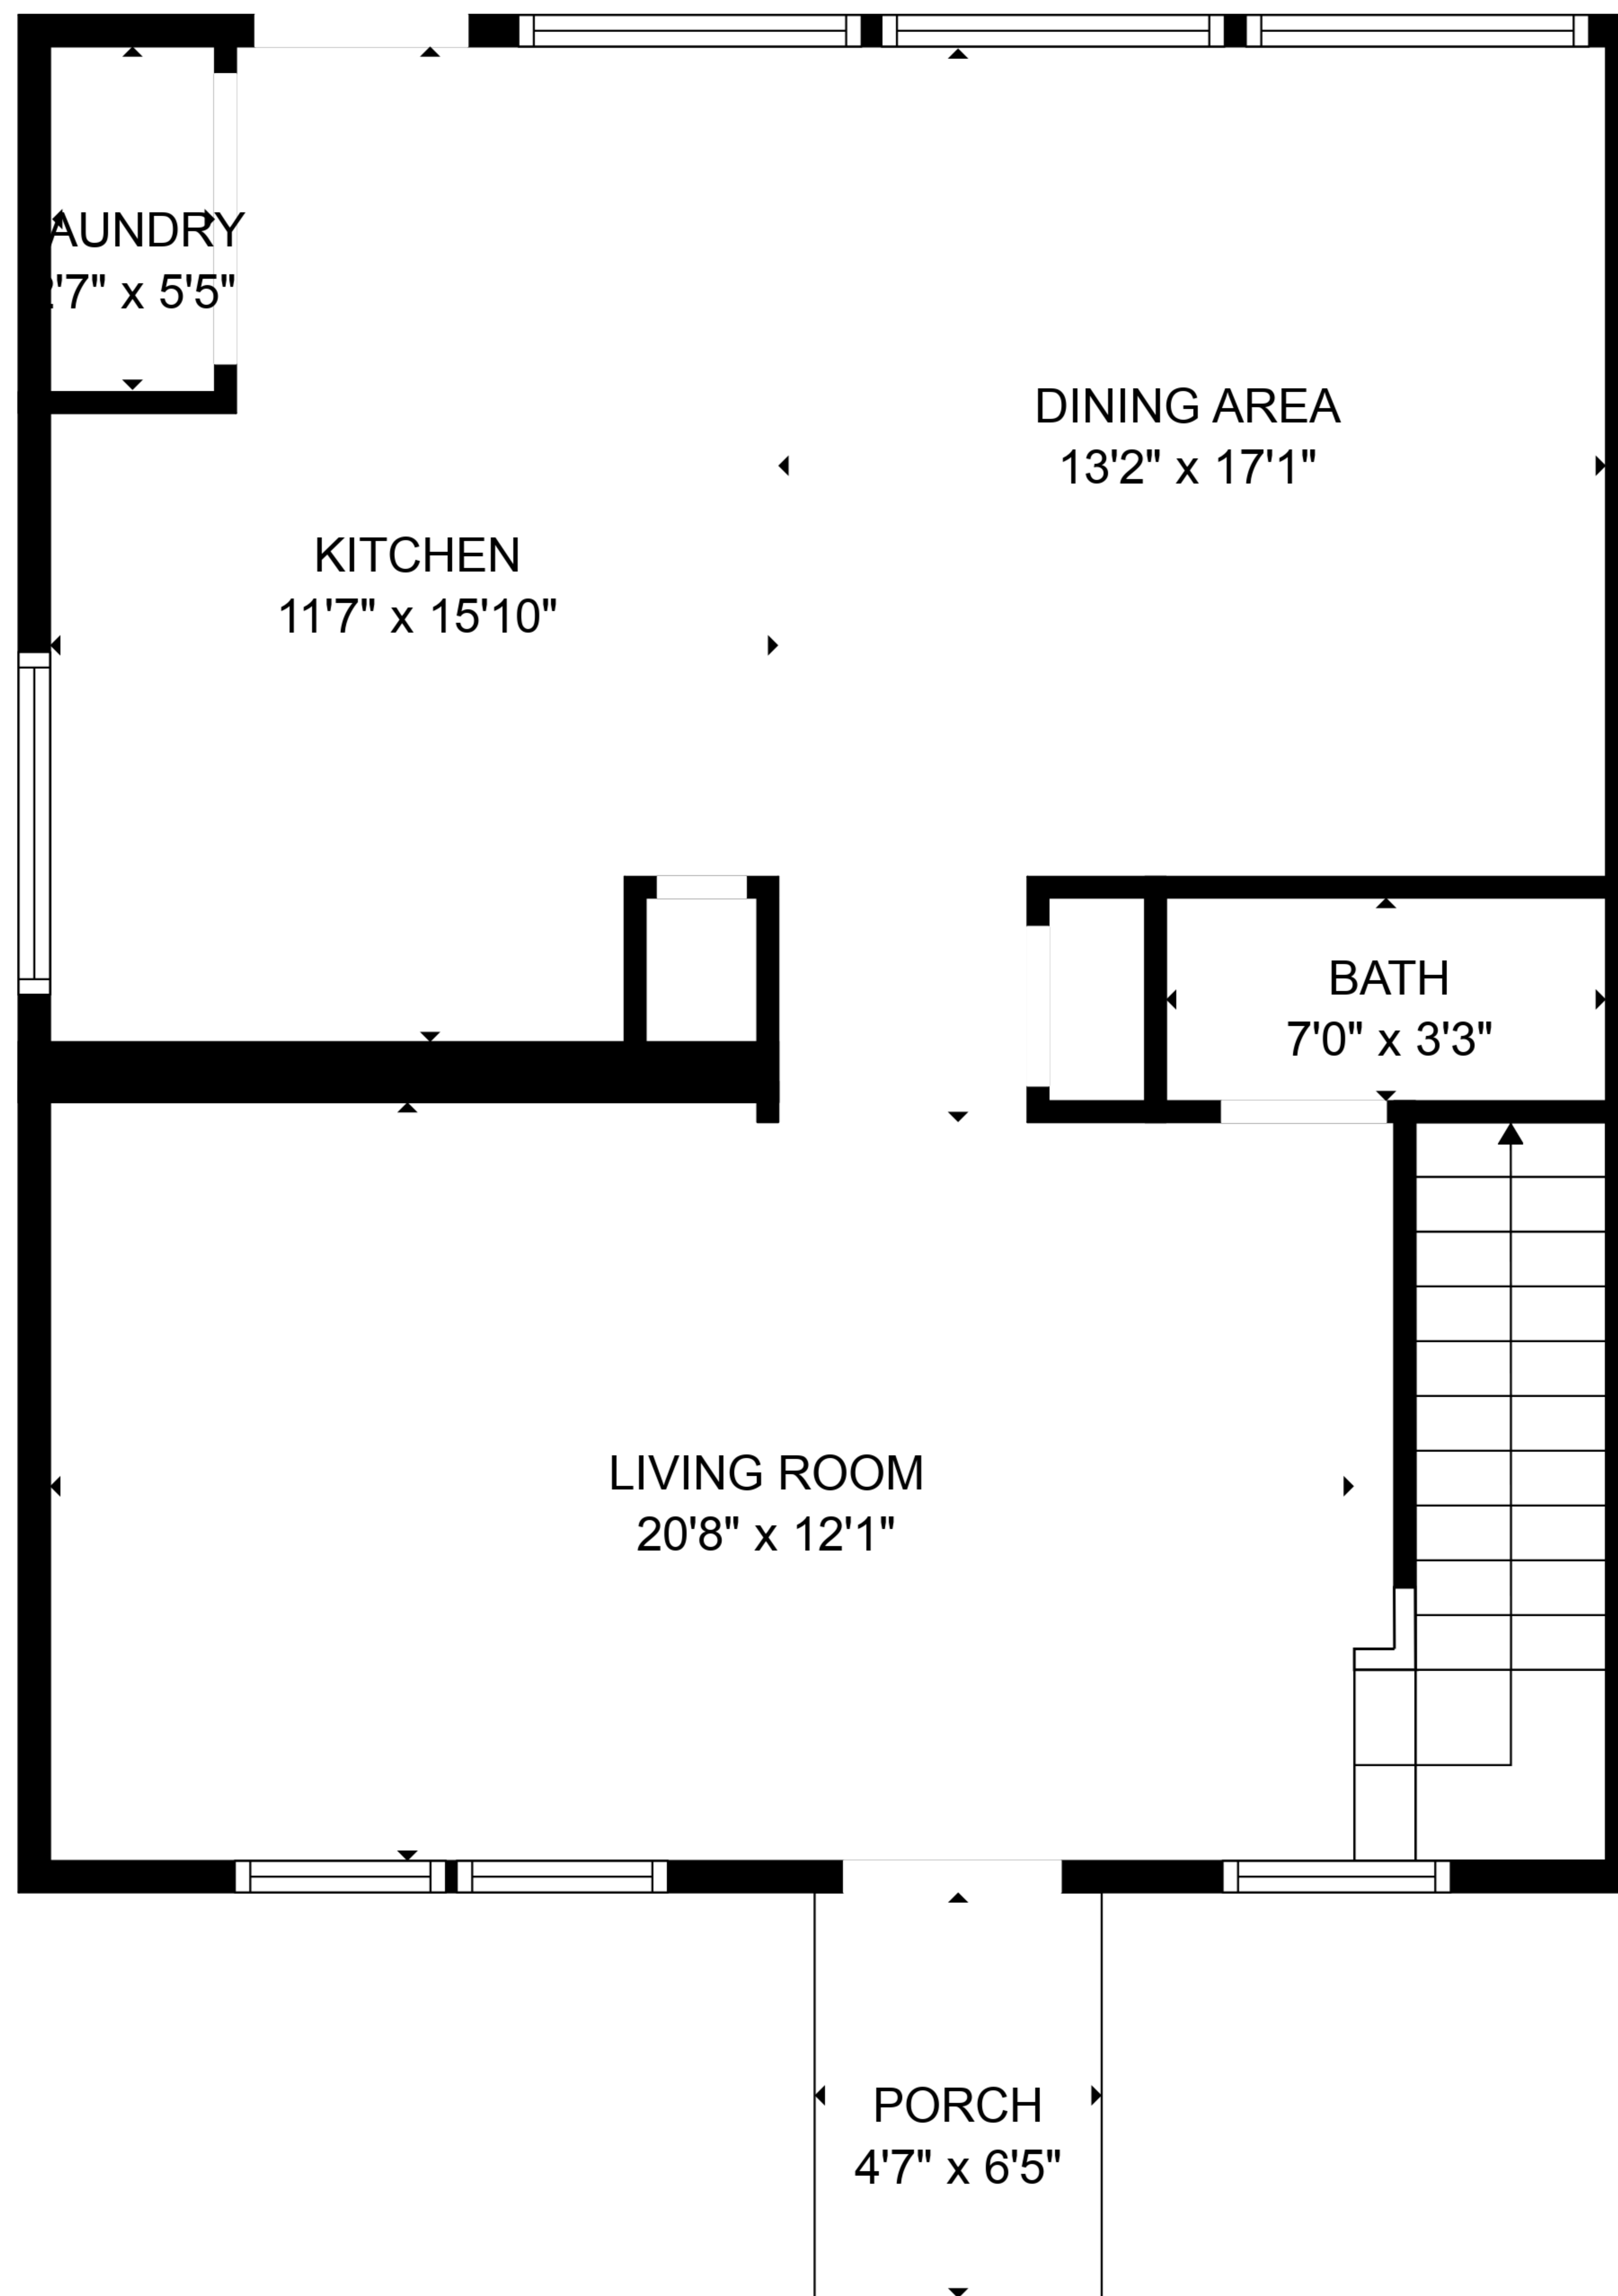 AUNDRY
'7" x 5'5"
DINING AREA
13'2" x 17'1"
KITCHEN
11'7" x 15'10"
BATH
7'0" x 3'3"
LIVING ROOM
20'8" x 12'1"
PORCH
4'7" x 6'5"